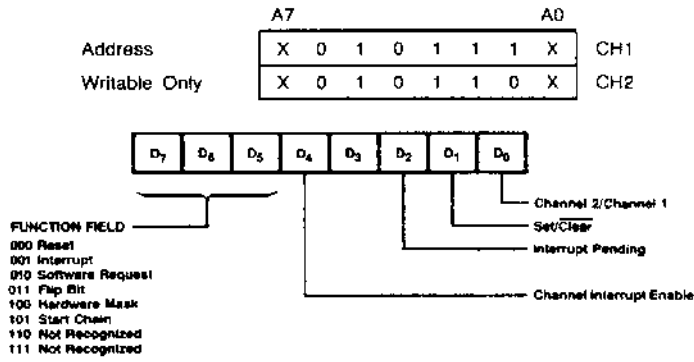 A7 A0
Address X 0 1 0 1 1 1 X CH1
Writable Only X 0 1 0 1 1 0 X CH2
D7 D6 D5 D4 D3 D2 D1 D0
Channel 2/Channel 1
Set/Clear
Interrupt Pending
Channel Interrupt Enable
FUNCTION FIELD
000 Reset
001 Interrupt
010 Software Request
011 Flip Bit
100 Hardware Mask
101 Start Chain
110 Not Recognized
111 Not Recognized